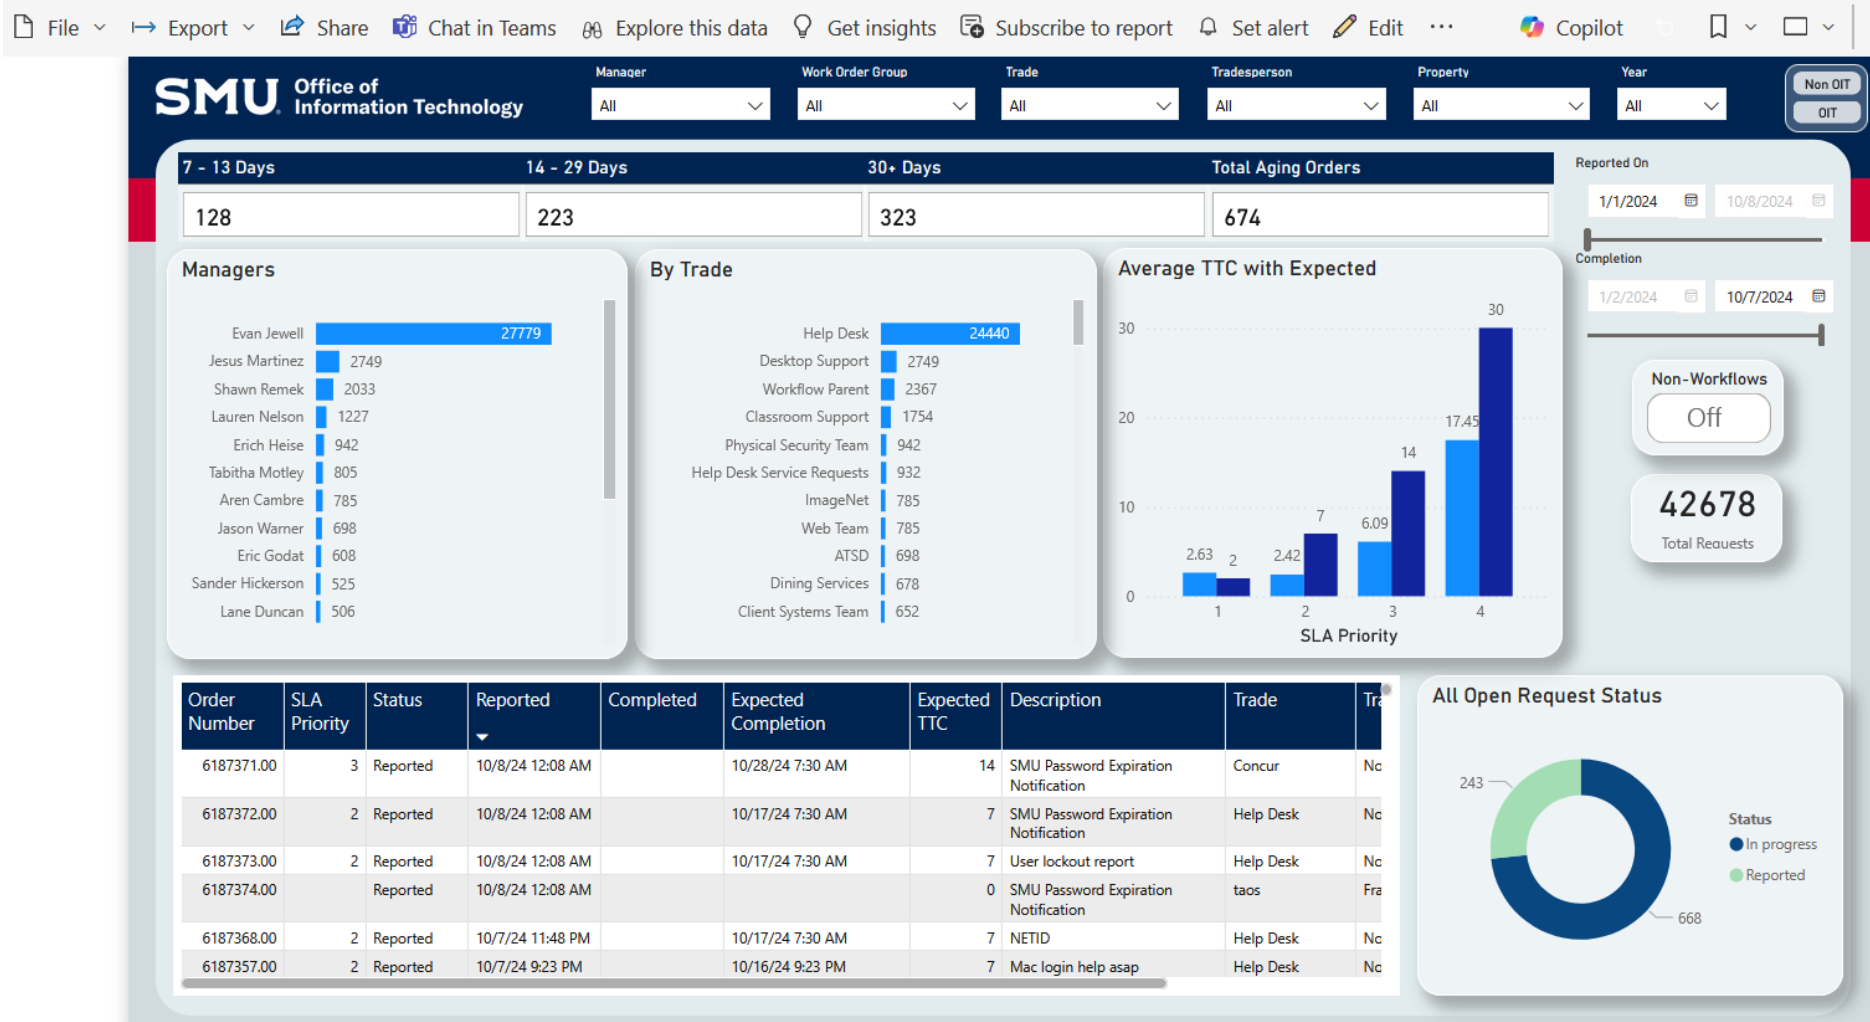 File Export Share Chat in Teams Explore this data Get insights Subscribe to report Set alert Edit ... Copilot
SMU Office of
Information Technology
Manager Work Order Group Trade Tradesperson Property Year
All All All All All All
Non OIT
OIT
7 - 13 Days 14 - 29 Days 30+ Days Total Aging Orders
128 223 323 674
Reported On
1/1/2024 10/8/2024
Completion
1/2/2024 10/7/2024
Non-Workflows
Off
42678
Total Requests
Managers
Evan Jewell 27779
Jesus Martinez 2749
Shawn Remek 2033
Lauren Nelson 1227
Erich Heise 942
Tabitha Motley 805
Aren Cambre 785
Jason Warner 698
Eric Godat 608
Sander Hickerson 525
Lane Duncan 506
By Trade
Help Desk 24440
Desktop Support 2749
Workflow Parent 2367
Classroom Support 1754
Physical Security Team 942
Help Desk Service Requests 932
ImageNet 785
Web Team 785
ATSD 698
Dining Services 678
Client Systems Team 652
Average TTC with Expected
30
20
10
0
2.63 2 2.42 7 6.09 14 17.45 30
1 2 3 4
SLA Priority
Order Number SLA Priority Status Reported Completed Expected Completion Expected TTC Description Trade Tra
6187371.00 3 Reported 10/8/24 12:08 AM 10/28/24 7:30 AM 14 SMU Password Expiration Notification Concur No
6187372.00 2 Reported 10/8/24 12:08 AM 10/17/24 7:30 AM 7 SMU Password Expiration Notification Help Desk No
6187373.00 2 Reported 10/8/24 12:08 AM 10/17/24 7:30 AM 7 User lockout report Help Desk No
6187374.00 Reported 10/8/24 12:08 AM 0 SMU Password Expiration Notification taos Fra
6187368.00 2 Reported 10/7/24 11:48 PM 10/17/24 7:30 AM 7 NETID Help Desk No
6187357.00 2 Reported 10/7/24 9:23 PM 10/16/24 9:23 PM 7 Mac login help asap Help Desk No
All Open Request Status
243
668
Status
In progress
Reported